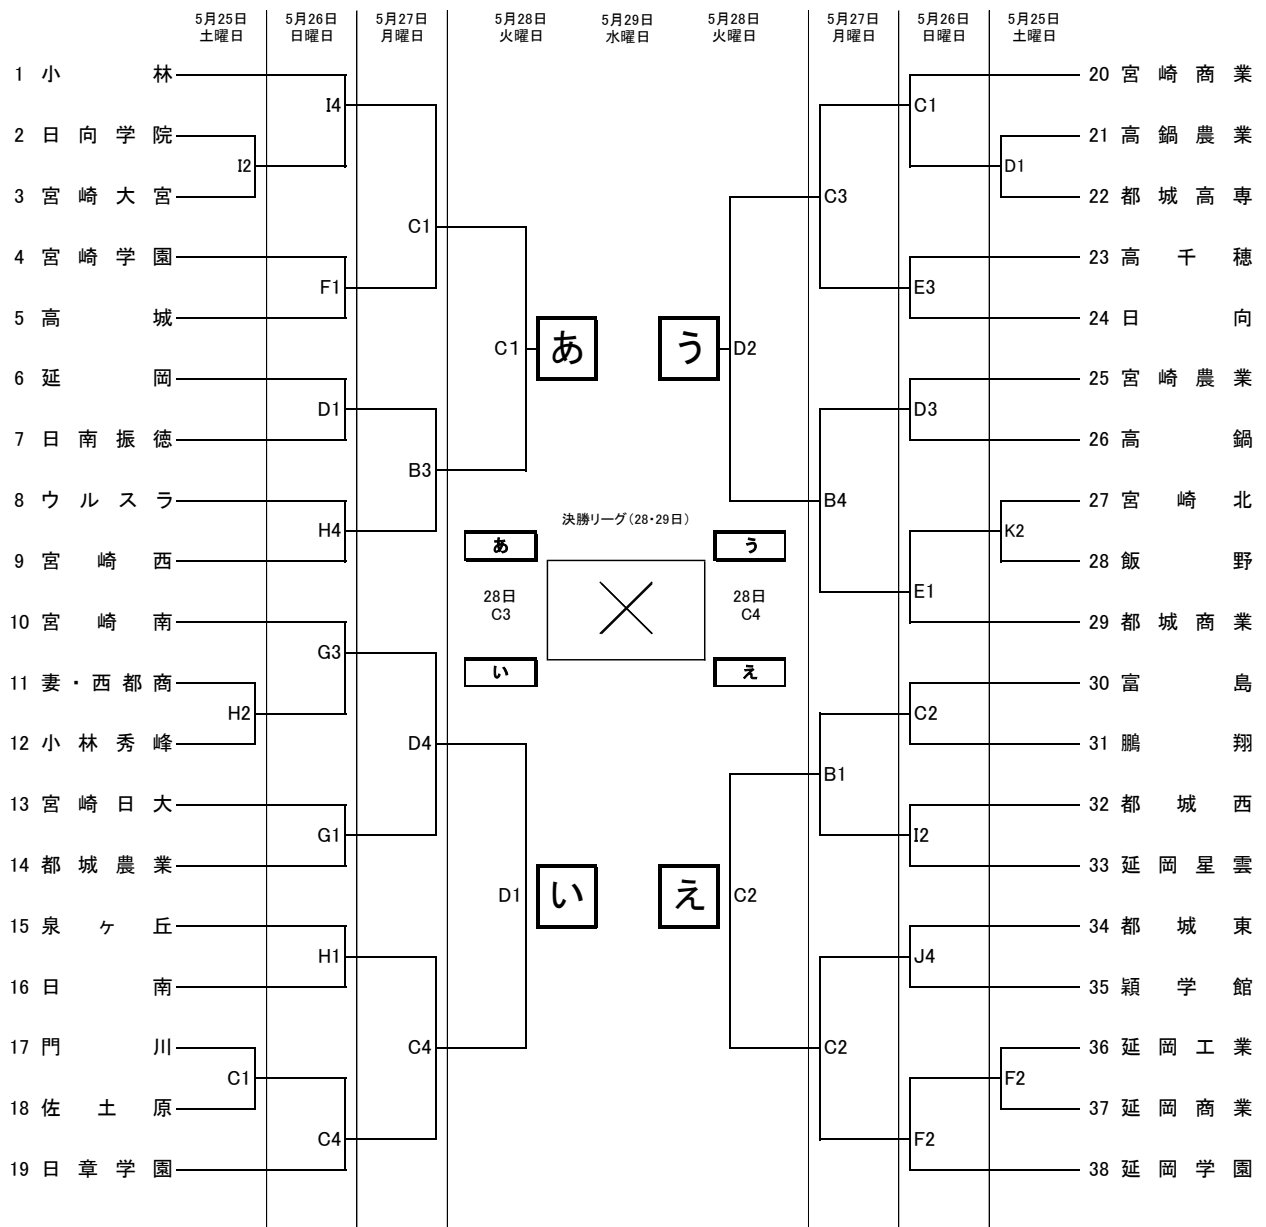 5月25日 5月26日 5月27日 5月28日 5月29日 5月28日 5月27日 5月26日 5月25日
土曜日 日曜日 月曜日 火曜日 水曜日 火曜日 月曜日 日曜日 土曜日
1 小林
I4
2 日向学院
I2
3 宮崎大宮
C1
4 宮崎学園
F1
5 高城
C1
あ
6 延岡
D1
7 日南振徳
B3
8 ウルスラ
H4
9 宮崎西
10 宮崎南
G3
11 妻・西都商
H2
12 小林秀峰
D4
13 宮崎日大
G1
14 都城農業
D1
い
15 泉ヶ丘
H1
16 日南
17 門川
C1
C4
18 佐土原
C4
19 日章学園
決勝リーグ(28・29日)
あ
う
28日
C3
28日
C4
い
え
20 宮崎商業
C1
21 高鍋農業
D1
22 都城高専
C3
23 高千穂
E3
24 日向
う
D2
25 宮崎農業
D3
26 高鍋
27 宮崎北
B4
K2
28 飯野
E1
29 都城商業
30 富島
C2
31 鵬翔
B1
32 都城西
I2
33 延岡星雲
え
C2
34 都城東
J4
35 穎学館
36 延岡工業
C2
F2
37 延岡商業
F2
38 延岡学園